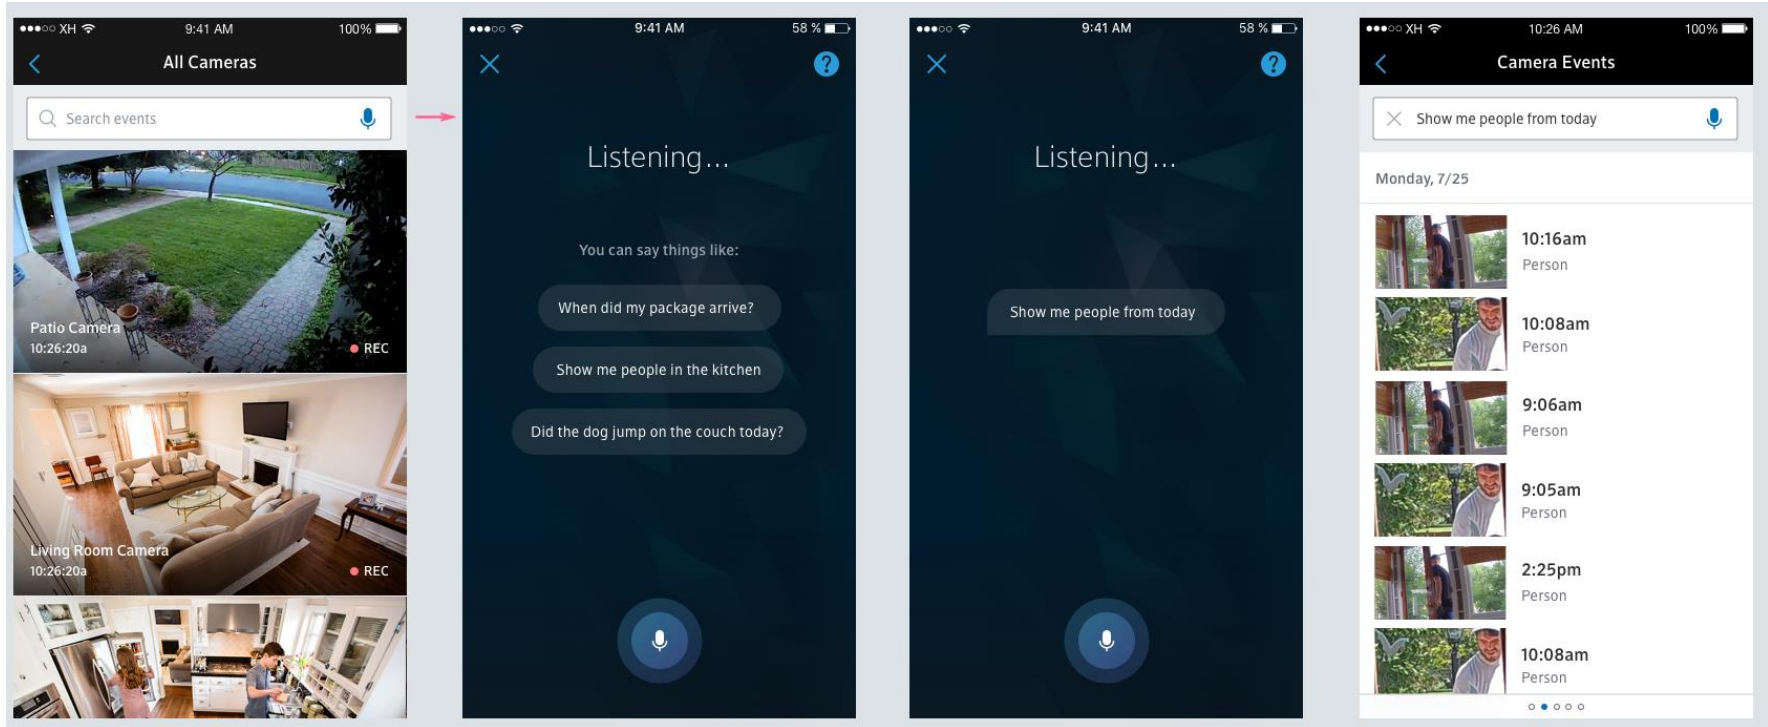 XH 9:41 AM 100%
All Cameras
Search events
Patio Camera
10:26:20a
REC
Living Room Camera
10:26:20a
REC
9:41 AM 58 %
?
Listening...
You can say things like:
When did my package arrive?
Show me people in the kitchen
Did the dog jump on the couch today?
9:41 AM 58 %
?
Listening...
Show me people from today
XH 10:26 AM 100%
Camera Events
Show me people from today
Monday, 7/25
10:16am
Person
10:08am
Person
9:06am
Person
9:05am
Person
2:25pm
Person
10:08am
Person